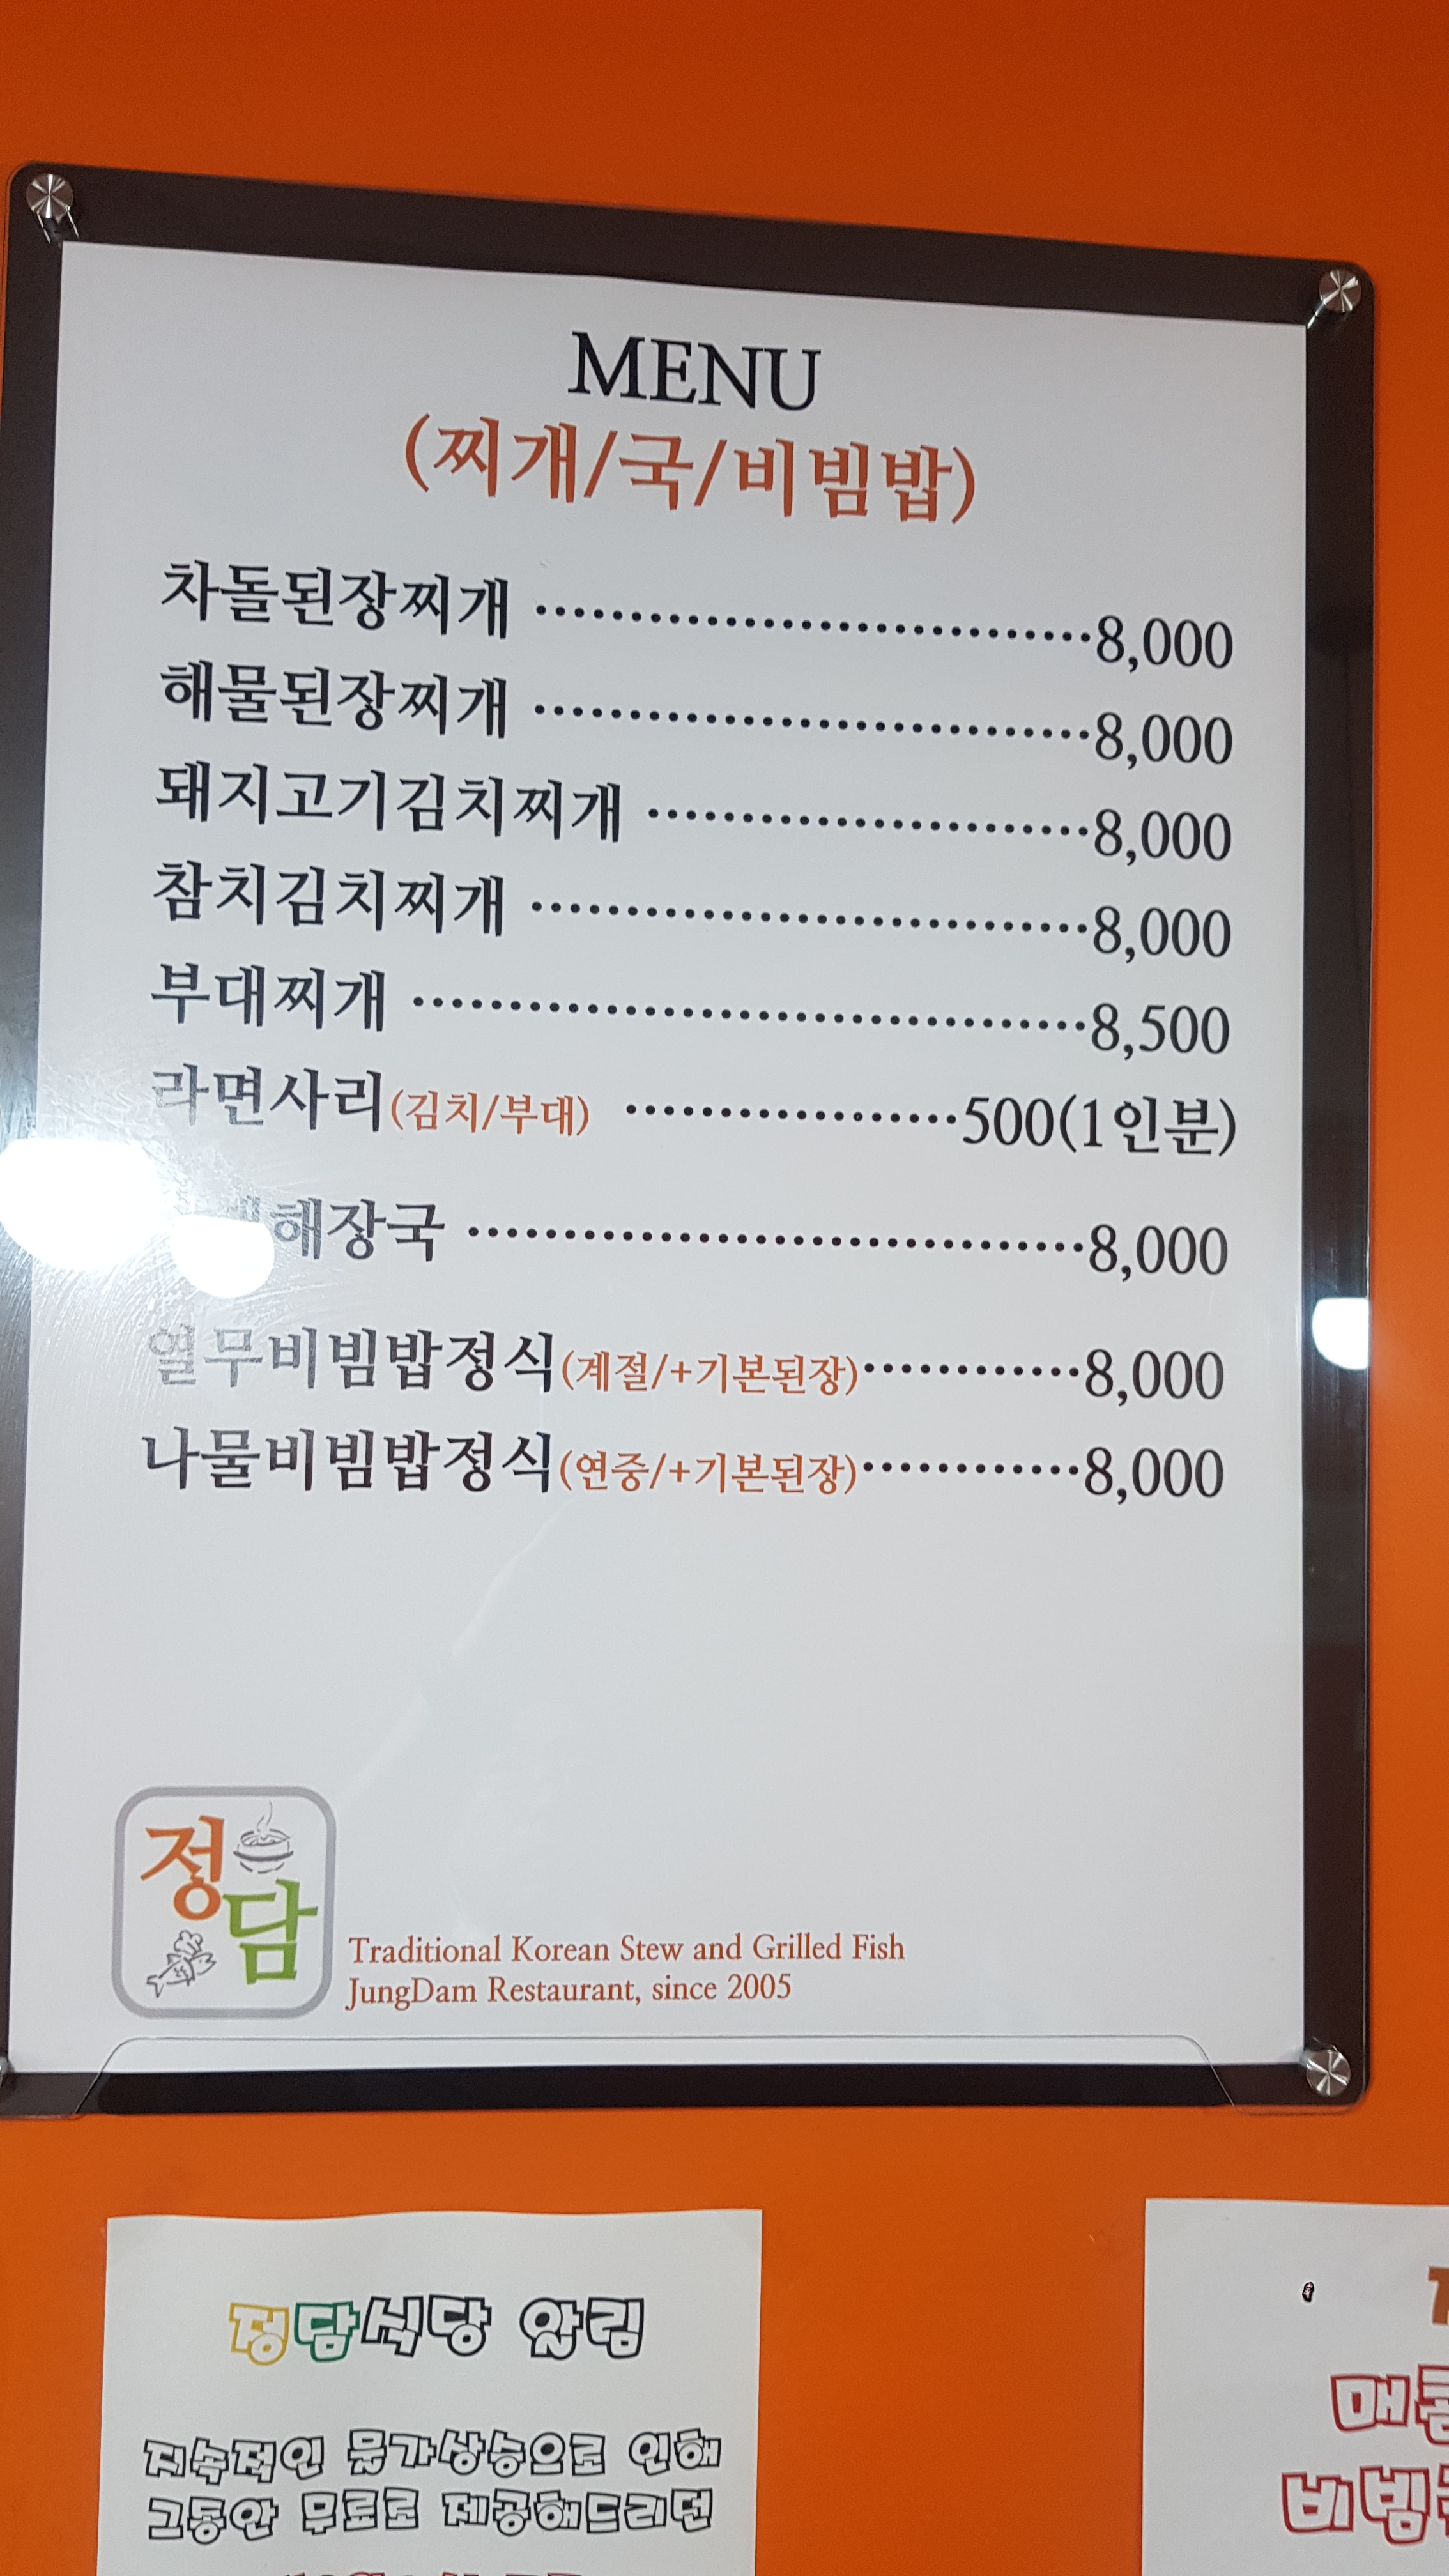 MENU
(찌개/국/비빔밥)
차돌된장찌개 ······························8,000
해물된장찌개 ······························8,000
돼지고기김치찌개 ························8,000
참치김치찌개 ······························8,000
부대찌개 ····································8,500
라면사리(김치/부대) ··················500(1인분)
해장국 ·································8,000
열무비빔밥정식(계절/+기본된장)············8,000
나물비빔밥정식(연중/+기본된장)············8,000
정담
Traditional Korean Stew and Grilled Fish
JungDam Restaurant, since 2005
정담식당 알림
지속적인 물가상승으로 인해
그동안 무료로 제공해드리던
매콤
비빔